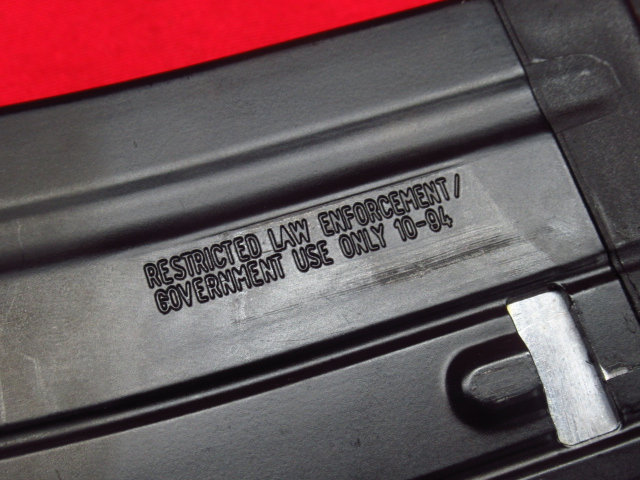 RESTRICTED LAW ENFORCEMENT/
GOVERNMENT USE ONLY 10-94